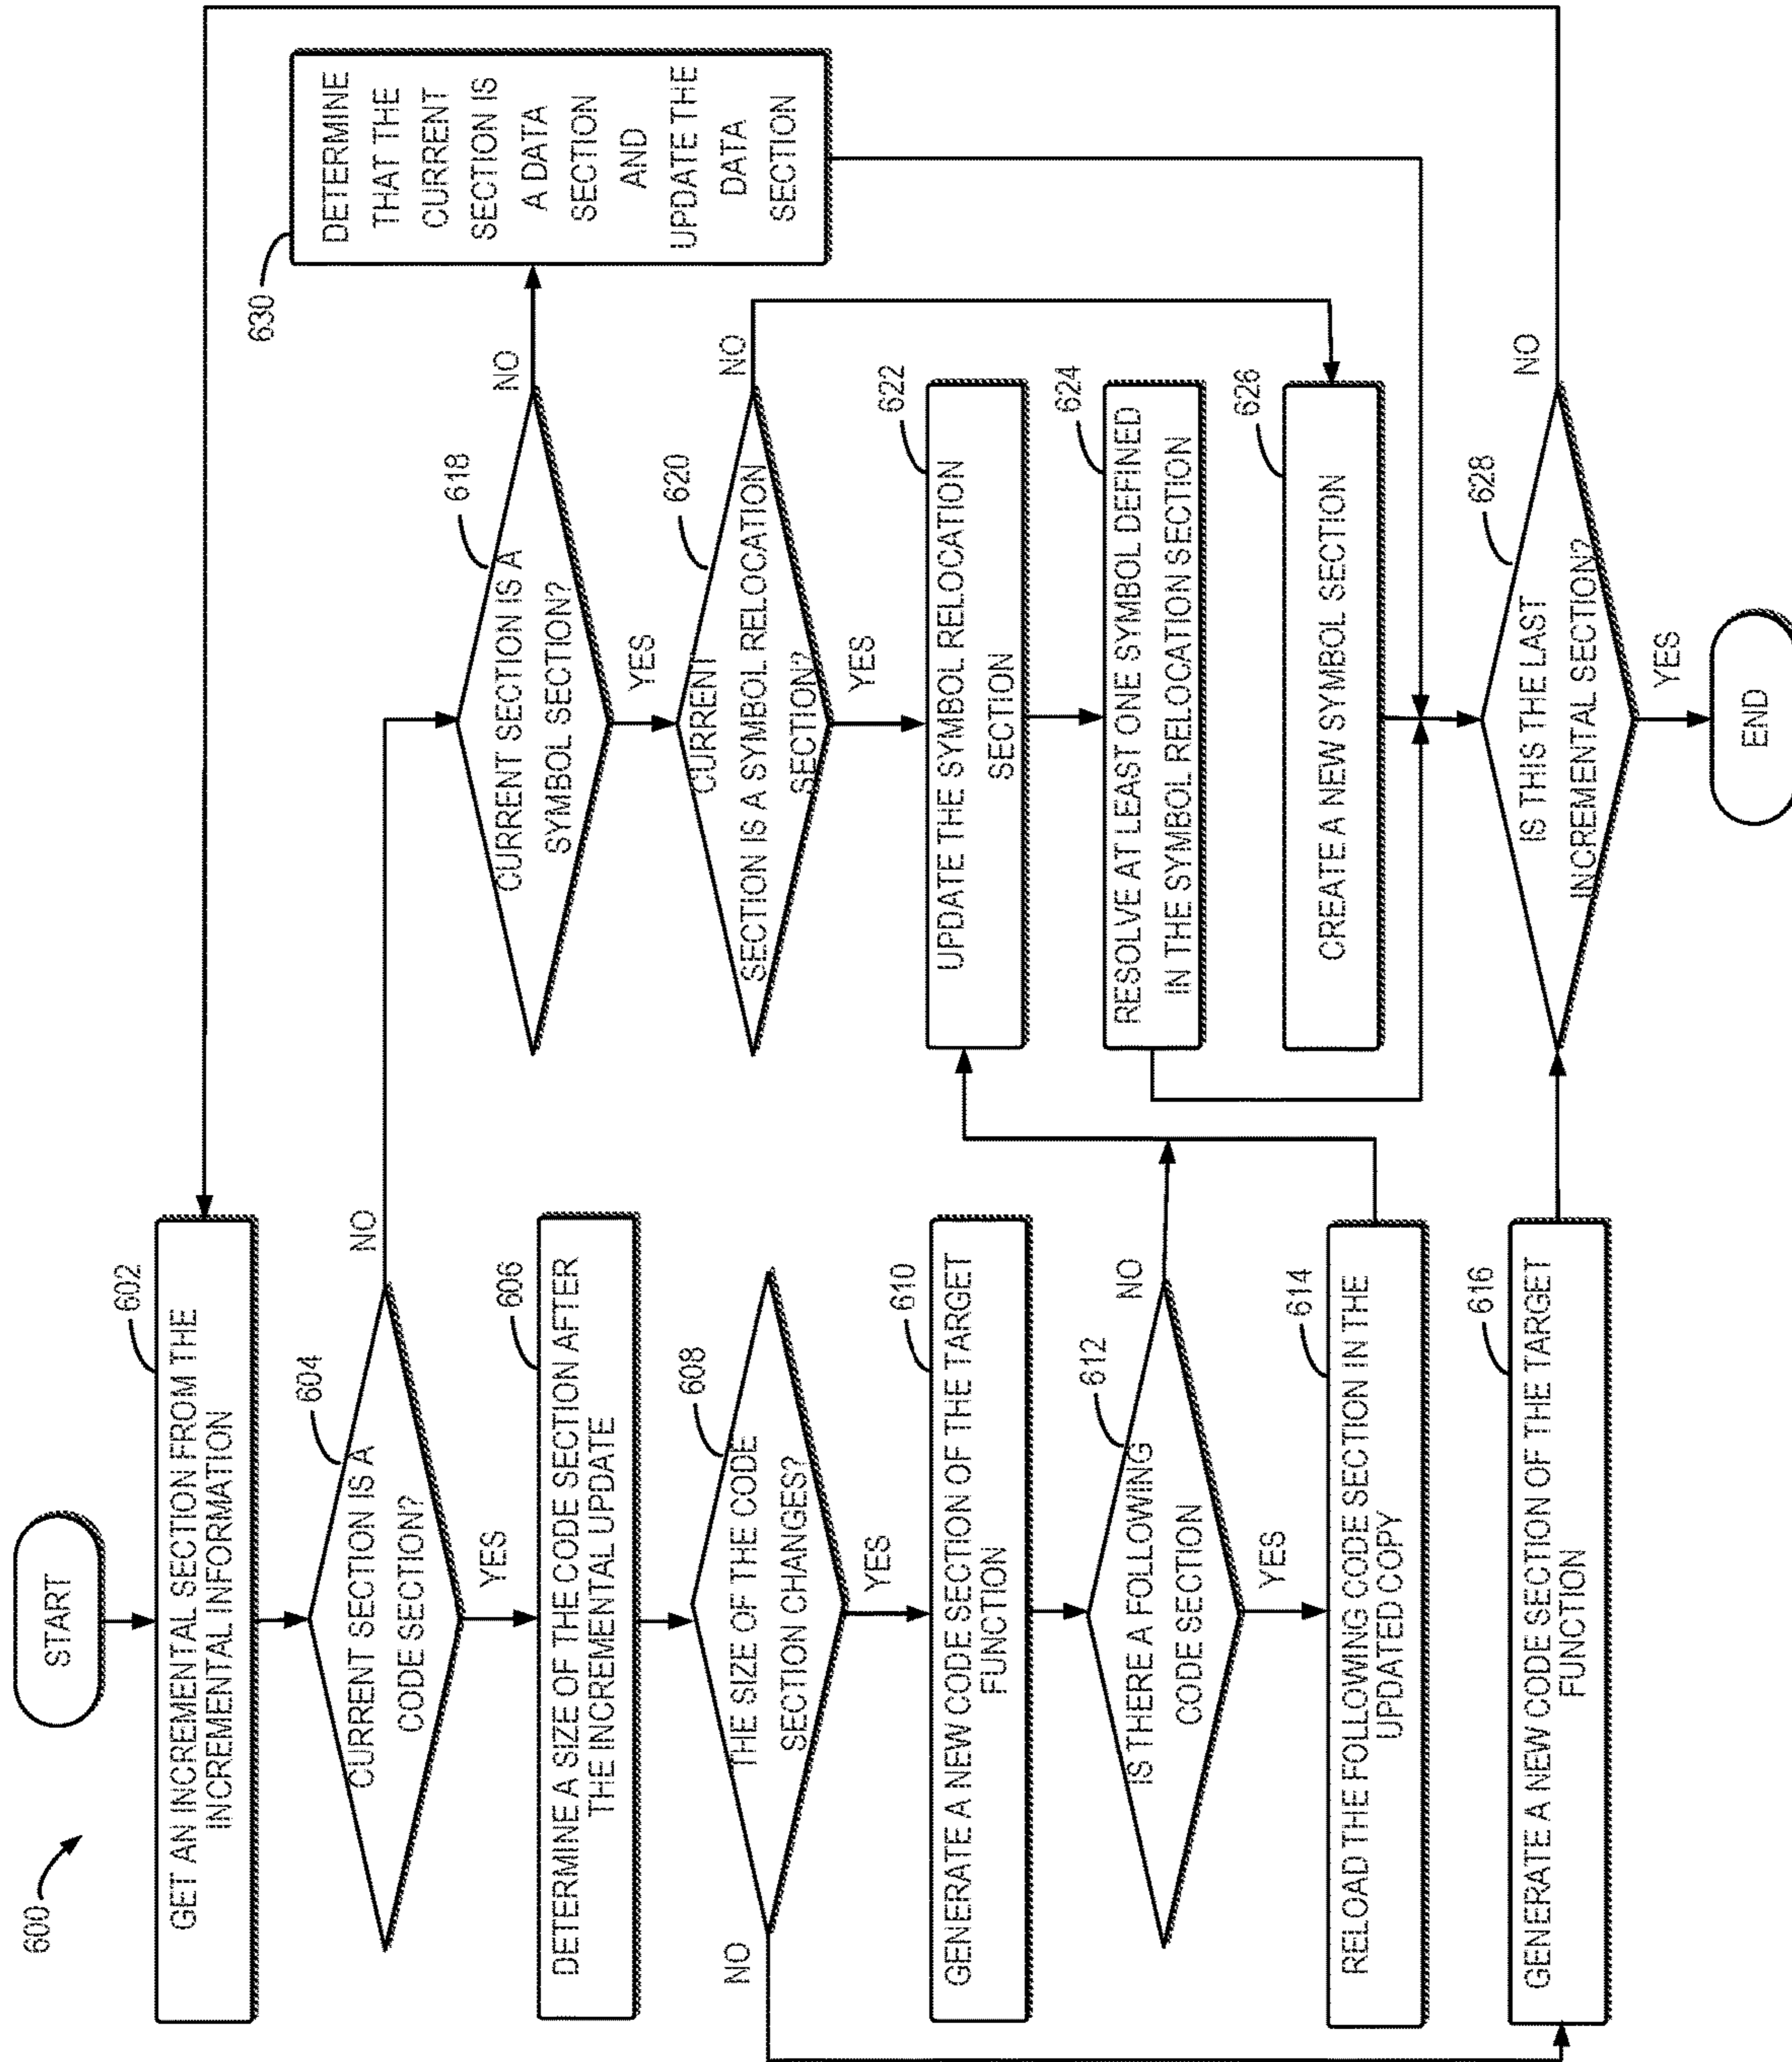 600
START
602
GET AN INCREMENTAL SECTION FROM THE
INCREMENTAL INFORMATION
604
CURRENT SECTION IS A
CODE SECTION?
NO
YES
606
DETERMINE A SIZE OF THE CODE SECTION AFTER
THE INCREMENTAL UPDATE
608
THE SIZE OF THE CODE
SECTION CHANGES?
NO
YES
610
GENERATE A NEW CODE SECTION OF THE TARGET
FUNCTION
612
IS THERE A FOLLOWING
CODE SECTION
NO
YES
614
RELOAD THE FOLLOWING CODE SECTION IN THE
UPDATED COPY
616
GENERATE A NEW CODE SECTION OF THE TARGET
FUNCTION
618
CURRENT SECTION IS A
SYMBOL SECTION?
NO
YES
630
DETERMINE
THAT THE
CURRENT
SECTION IS
A DATA
SECTION
AND
UPDATE THE
DATA
SECTION
620
CURRENT
SECTION IS A SYMBOL RELOCATION
SECTION?
NO
YES
622
UPDATE THE SYMBOL RELOCATION
SECTION
624
RESOLVE AT LEAST ONE SYMBOL DEFINED
IN THE SYMBOL RELOCATION SECTION
626
CREATE A NEW SYMBOL SECTION
628
IS THIS THE LAST
INCREMENTAL SECTION?
NO
YES
END